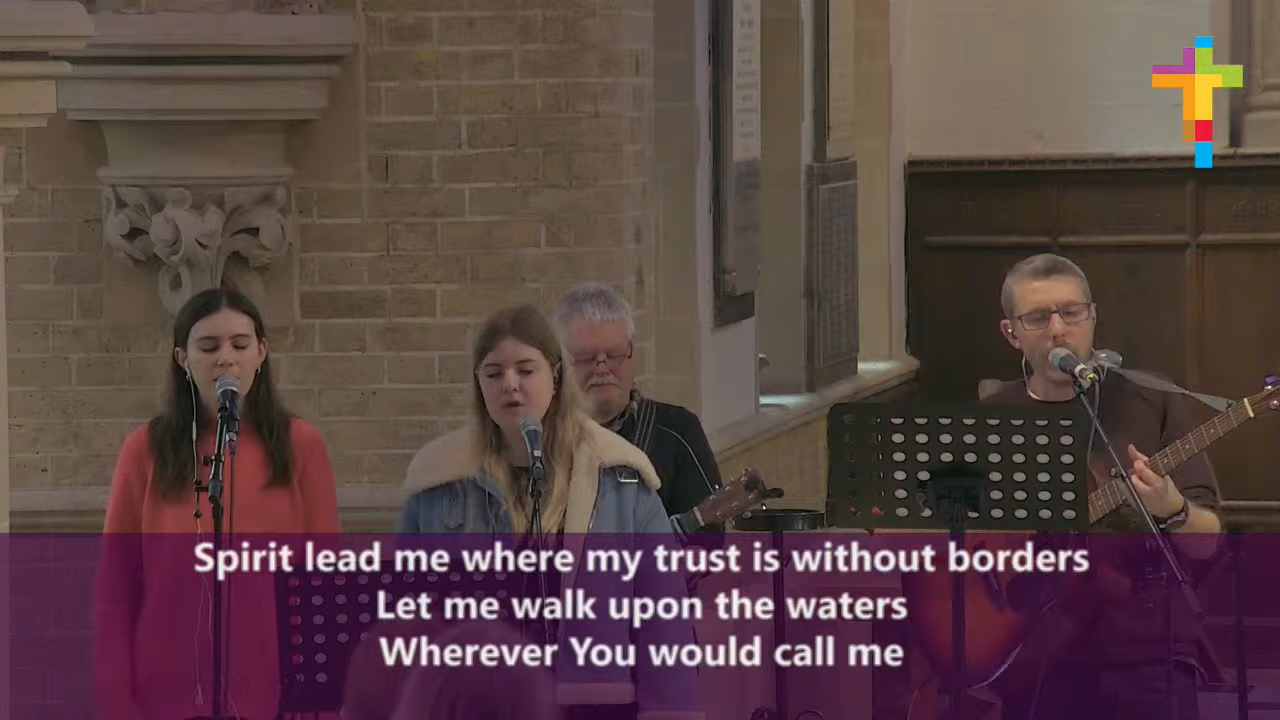 Spirit lead me where my trust is without borders
Let me walk upon the waters
Wherever You would call me